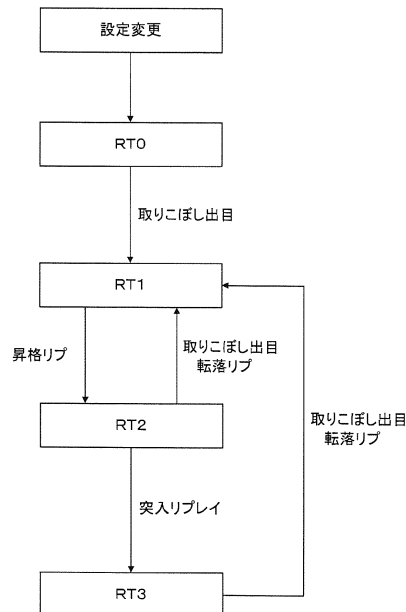 設定変更
RT0
取りこぼし出目
RT1
昇格リプ
取りこぼし出目
転落リプ
RT2
取りこぼし出目
転落リプ
突入リプレイ
RT3